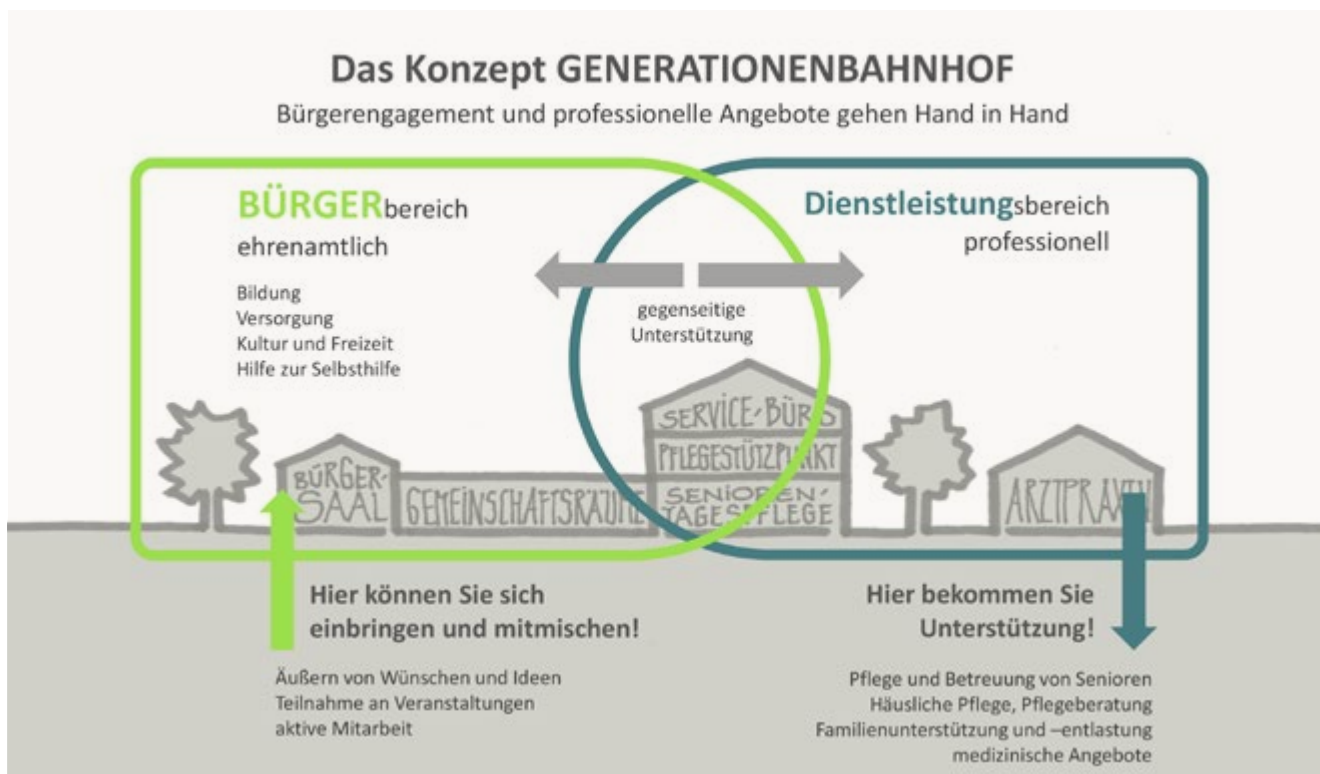 Das Konzept GENERATIONENBAHNHOF
Bürgerengagement und professionelle Angebote gehen Hand in Hand
BÜRGERbereich
ehrenamtlich
Bildung
Versorgung
Kultur und Freizeit
Hilfe zur Selbsthilfe
gegenseitige
Unterstützung
Dienstleistungsbereich
professionell
BÜRGER-
SAAL
GEMEINSCHAFTSRÄUME
SERVICE-BÜRO
PFLEGESTÜTZPUNKT
SENIOREN-
TAGESPFLEGE
ARZTPRAXEN
Hier können Sie sich
einbringen und mitmischen!
Äußern von Wünschen und Ideen
Teilnahme an Veranstaltungen
aktive Mitarbeit
Hier bekommen Sie
Unterstützung!
Pflege und Betreuung von Senioren
Häusliche Pflege, Pflegeberatung
Familienunterstützung und –entlastung
medizinische Angebote